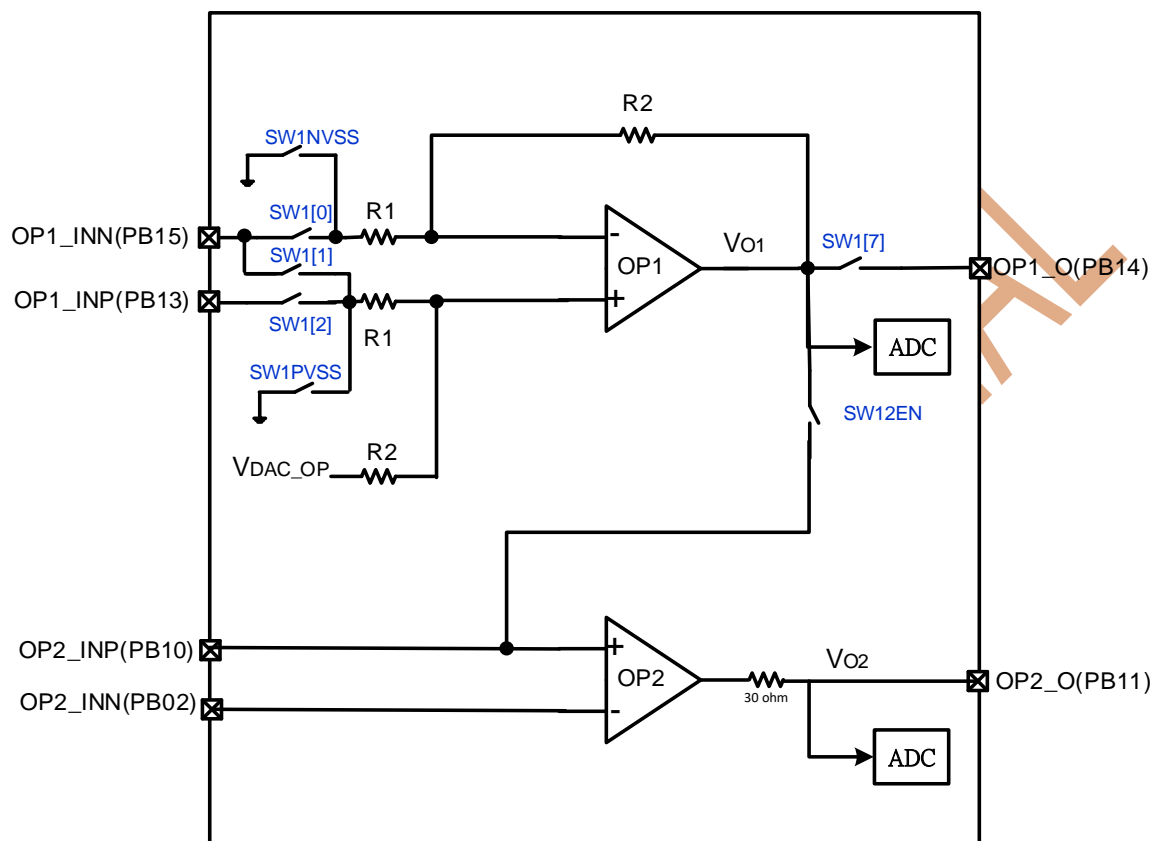 R2
SW1NVSS
SW1[0]
R1
OP1_INN(PB15)
SW1[1]
-
OP1
VO1
SW1[7]
OP1_O(PB14)
OP1_INP(PB13)
+
SW1[2]
R1
ADC
SW1PVSS
SW12EN
R2
VDAC_OP
OP2_INP(PB10)
+
OP2
VO2
30 ohm
OP2_O(PB11)
OP2_INN(PB02)
-
ADC